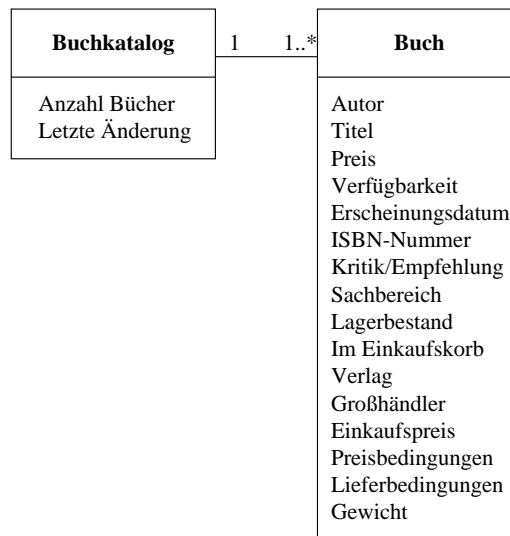 Buchkatalog
1 1..*
Buch
Anzahl Bücher
Letzte Änderung
Autor
Titel
Preis
Verfügbarkeit
Erscheinungsdatum
ISBN-Nummer
Kritik/Empfehlung
Sachbereich
Lagerbestand
Im Einkaufskorb
Verlag
Großhändler
Einkaufspreis
Preisbedingungen
Lieferbedingungen
Gewicht